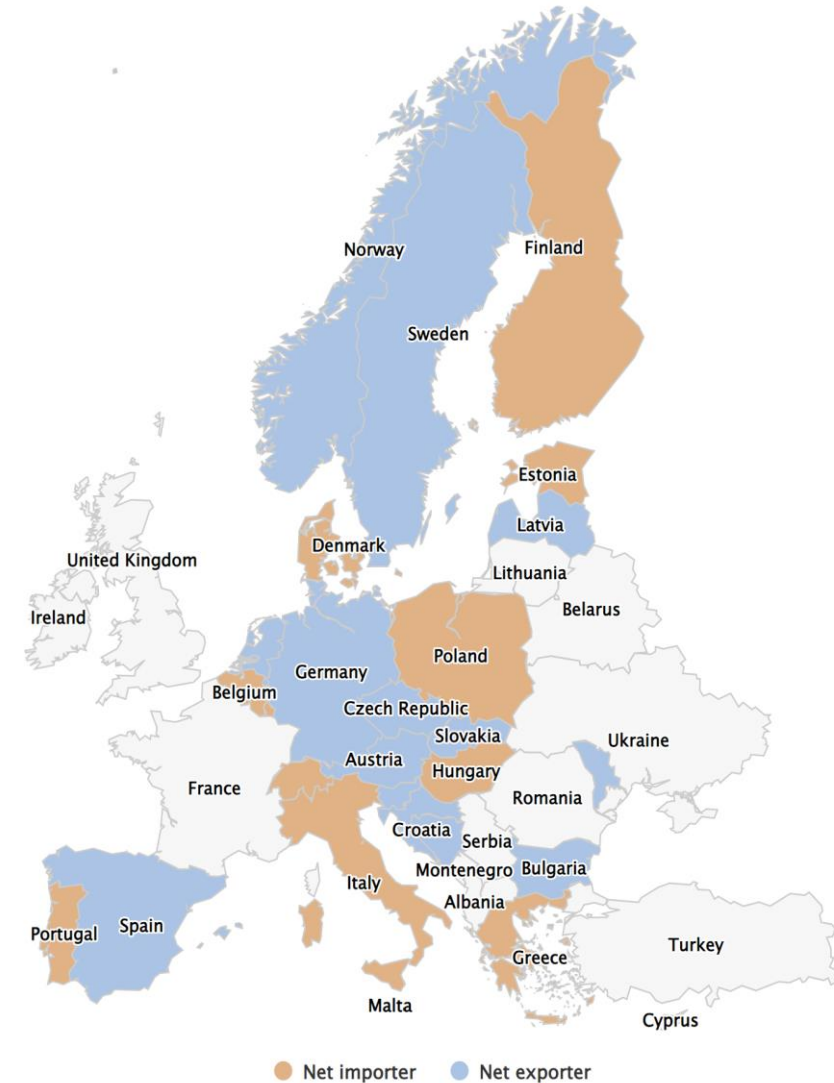 Norway
Finland
Sweden
Estonia
Latvia
Denmark
United Kingdom
Lithuania
Belarus
Ireland
Poland
Germany
Belgium
Czech Republic
Slovakia
Ukraine
Austria
Hungary
France
Romania
Croatia
Serbia
Montenegro
Bulgaria
Italy
Albania
Spain
Portugal
Turkey
Greece
Malta
Cyprus
Net importer
Net exporter